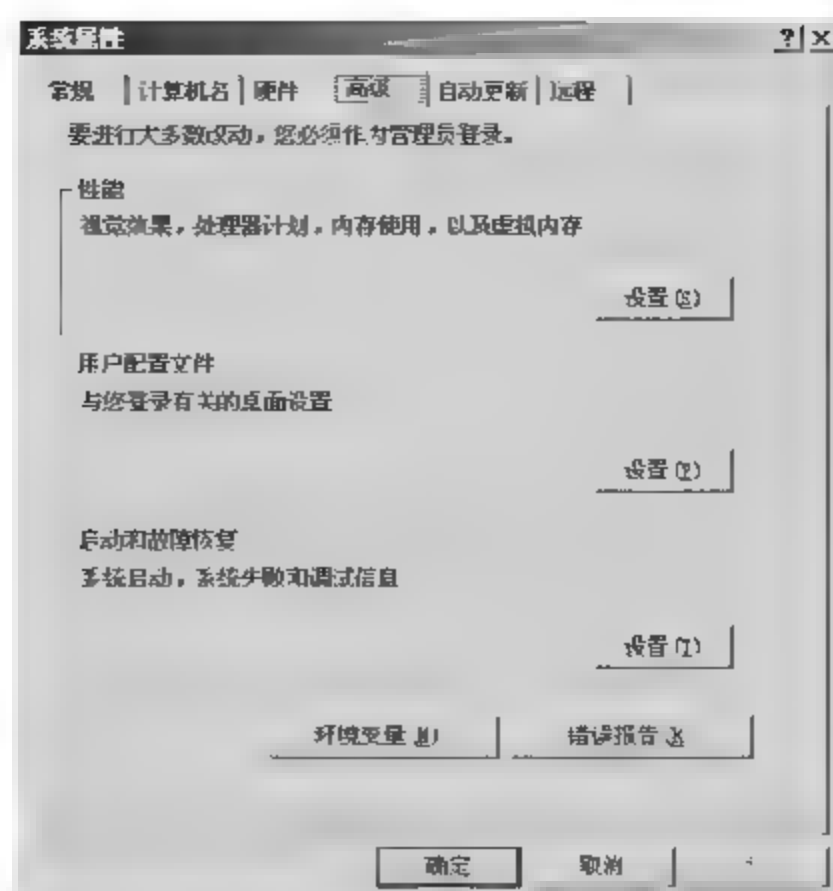 系统属性
常规 计算机名 硬件 高级 自动更新 远程
要进行大多数改动，您必须作为管理员登录。
性能
视觉效果，处理器计划，内存使用，以及虚拟内存
设置(S)
用户配置文件
与您登录有关的桌面设置
设置(E)
启动和故障恢复
系统启动，系统失败和调试信息
设置(T)
环境变量(N) 错误报告
确定 取消